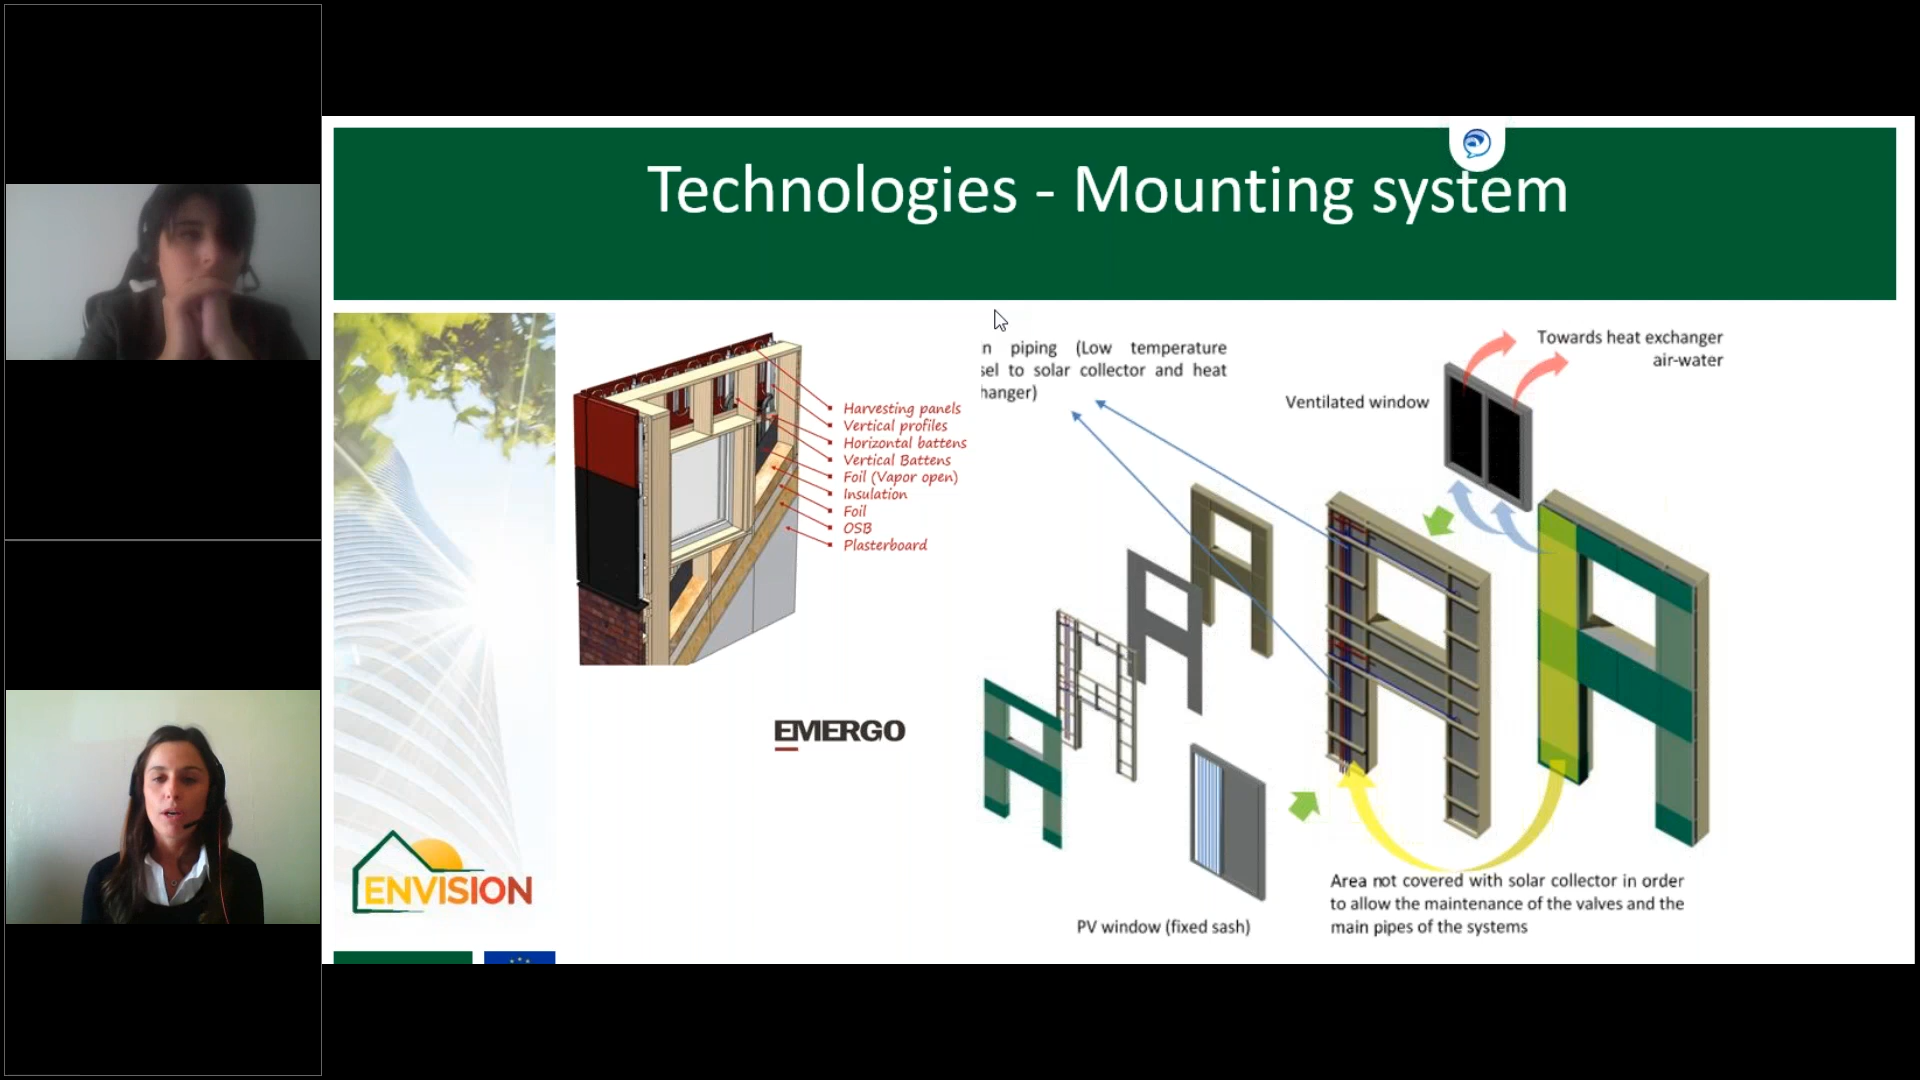 Technologies - Mounting system
Harvesting panels
Vertical profiles
Horizontal battens
Vertical Battens
Foil (Vapor open)
Insulation
Foil
OSB
Plasterboard
EMERGO
ENVISION
n piping (Low temperature
sel to solar collector and heat
hanger)
Ventilated window
Towards heat exchanger
air-water
PV window (fixed sash)
Area not covered with solar collector in order
to allow the maintenance of the valves and the
main pipes of the systems